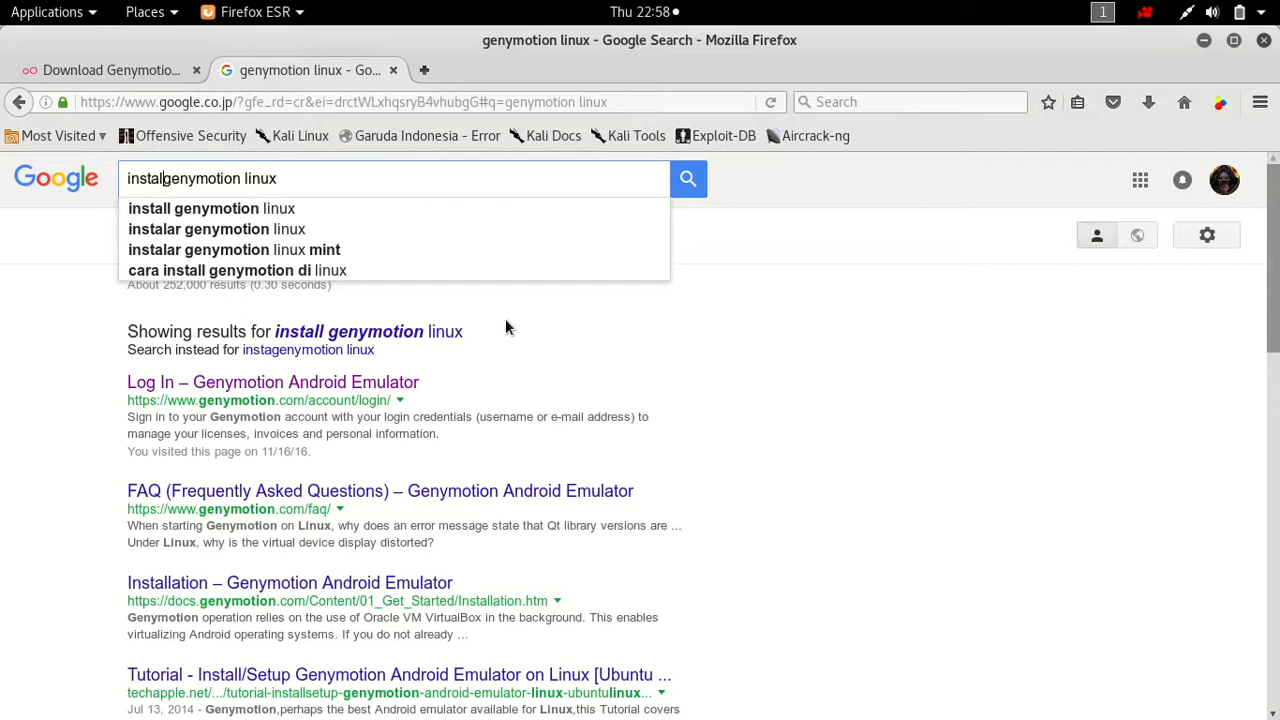 Applications Places Firefox ESR Thu 22:58 1
genymotion linux - Google Search - Mozilla Firefox
Download Genymotio... genymotion linux - Go...
https://www.google.co.jp/?gfe_rd=cr&ei=drctWLxhqsryB4vhubgG#q=genymotion linux Search
Most Visited Offensive Security Kali Linux Garuda Indonesia - Error Kali Docs Kali Tools Exploit-DB Aircrack-ng
Google instalgenymotion linux
install genymotion linux
instalar genymotion linux
instalar genymotion linux mint
cara install genymotion di linux
About 252,000 results (0.30 seconds)
Showing results for install genymotion linux
Search instead for instagenymotion linux
Log In – Genymotion Android Emulator
https://www.genymotion.com/account/login/
Sign in to your Genymotion account with your login credentials (username or e-mail address) to
manage your licenses, invoices and personal information.
You visited this page on 11/16/16.
FAQ (Frequently Asked Questions) – Genymotion Android Emulator
https://www.genymotion.com/faq/
When starting Genymotion on Linux, why does an error message state that Qt library versions are ...
Under Linux, why is the virtual device display distorted?
Installation – Genymotion Android Emulator
https://docs.genymotion.com/Content/01_Get_Started/Installation.htm
Genymotion operation relies on the use of Oracle VM VirtualBox in the background. This enables
virtualizing Android operating systems. If you do not already ...
Tutorial - Install/Setup Genymotion Android Emulator on Linux [Ubuntu ...
techapple.net/.../tutorial-installsetup-genymotion-android-emulator-linux-ubuntulinux...
Jul 13, 2014 - Genymotion,perhaps the best Android emulator available for Linux,this Tutorial covers